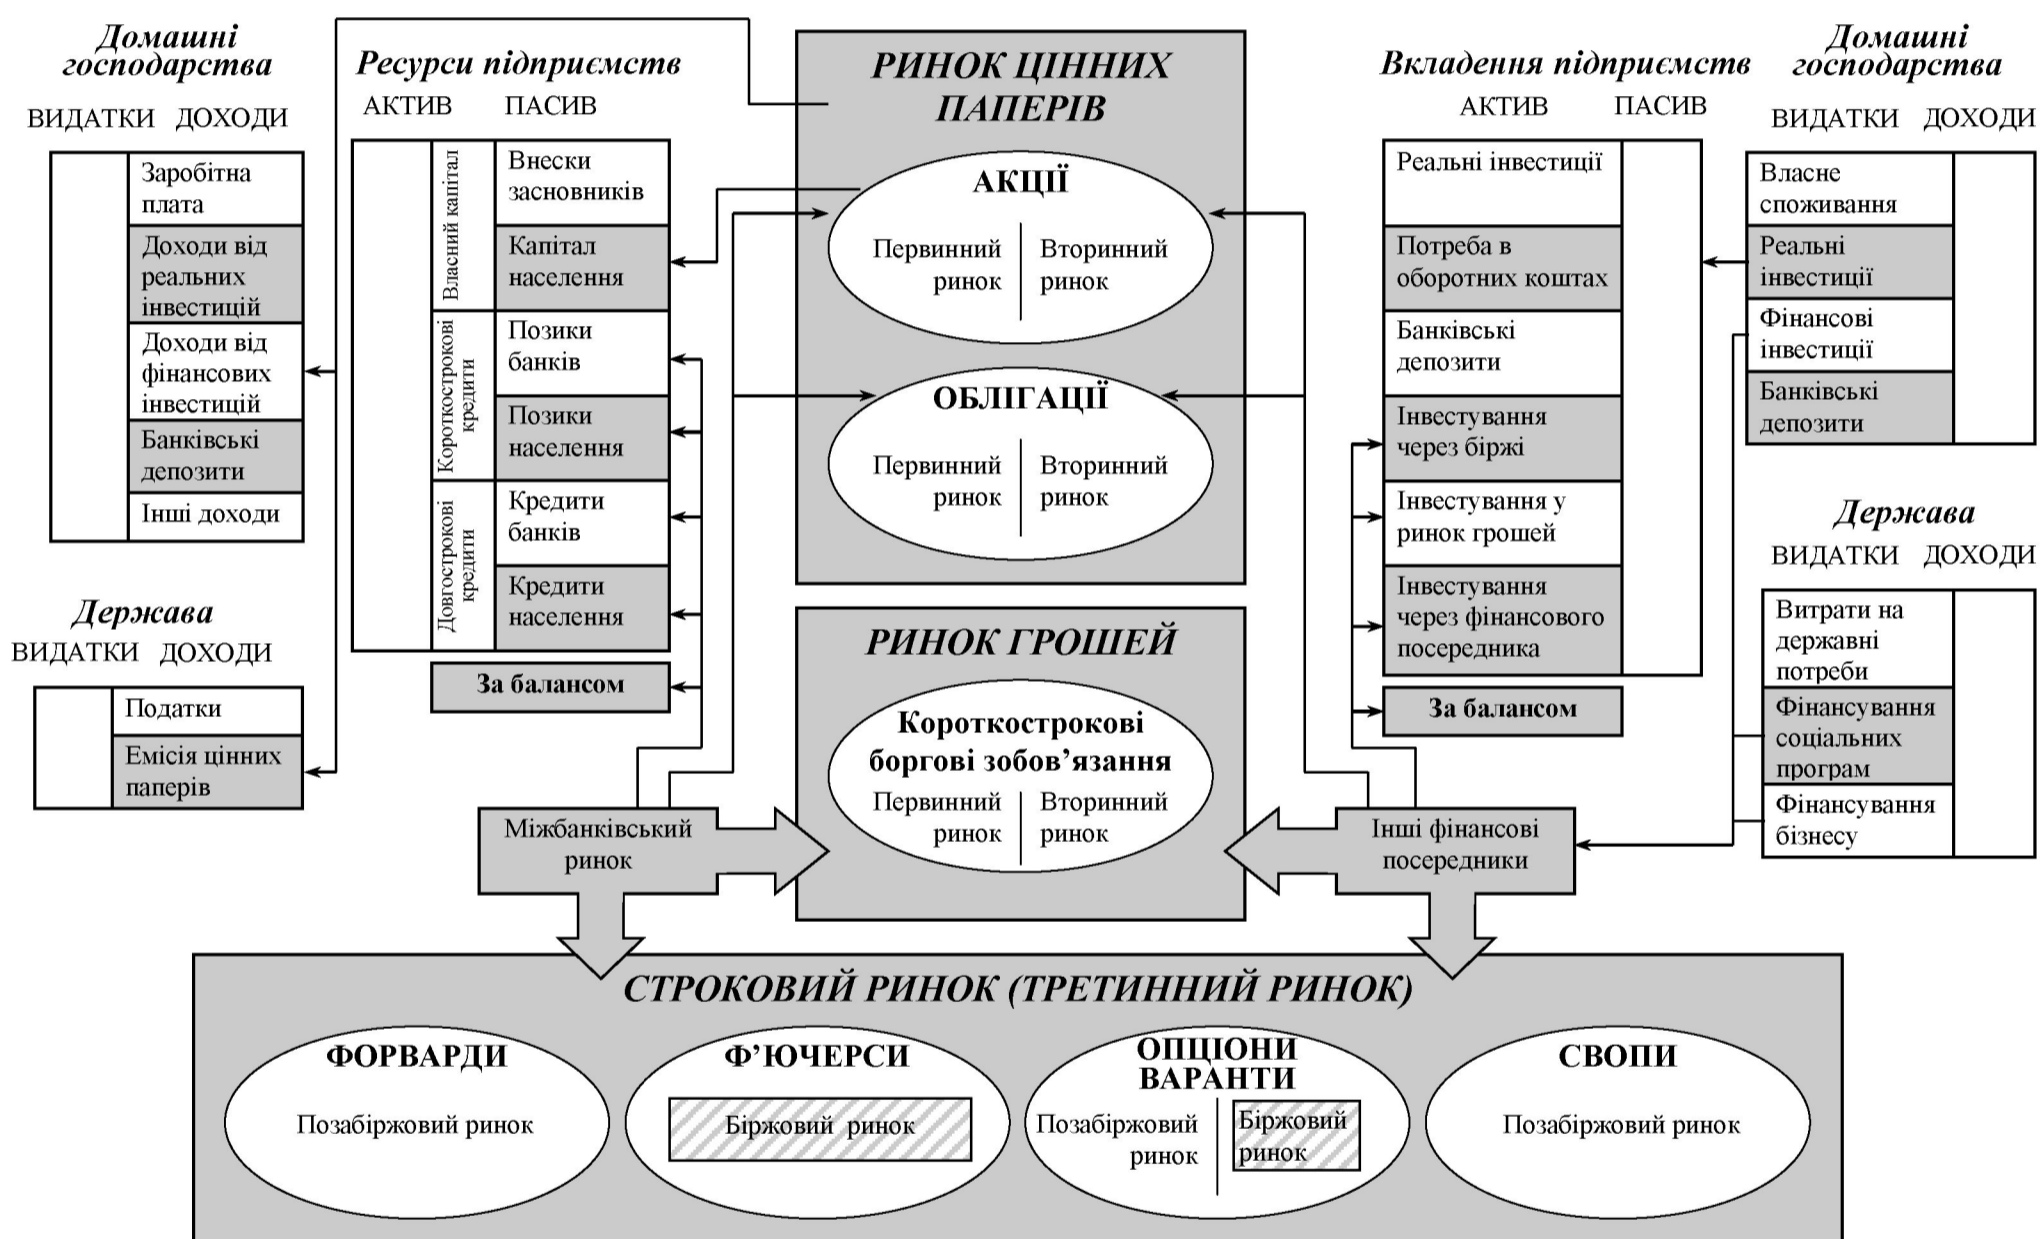 Домашні
господарства
ВИДАТКИ ДОХОДИ
Заробітна
плата
Доходи від
реальних
інвестицій
Доходи від
фінансових
інвестицій
Банківські
депозити
Інші доходи
Держава
ВИДАТКИ ДОХОДИ
Податки
Емісія цінних
паперів
Ресурси підприємств
АКТИВ ПАСИВ
Власний капітал
Внески
засновників
Капітал
населення
Короткострокові
кредити
Позики
банків
Позики
населення
Довгострокові
кредити
Кредити
банків
Кредити
населення
За балансом
РИНОК ЦІННИХ
ПАПЕРІВ
АКЦІЇ
Первинний
ринок
Вторинний
ринок
ОБЛІГАЦІЇ
Первинний
ринок
Вторинний
ринок
РИНОК ГРОШЕЙ
Короткострокові
боргові зобов’язання
Первинний
ринок
Вторинний
ринок
Вкладення підприємств
АКТИВ ПАСИВ
Реальні інвестиції
Потреба в
оборотних коштах
Банківські
депозити
Інвестування
через біржі
Інвестування у
ринок грошей
Інвестування
через фінансового
посередника
За балансом
Домашні
господарства
ВИДАТКИ ДОХОДИ
Власне
споживання
Реальні
інвестиції
Фінансові
інвестиції
Банківські
депозити
Держава
ВИДАТКИ ДОХОДИ
Витрати на
державні
потреби
Фінансування
соціальних
програм
Фінансування
бізнесу
Міжбанківський
ринок
Інші фінансові
посередники
СТРОКОВИЙ РИНОК (ТРЕТИННИЙ РИНОК)
ФОРВАРДИ
Позабіржовий ринок
Ф’ЮЧЕРСИ
Біржовий ринок
ОПЦІОНИ
ВАРАНТИ
Позабіржовий
ринок
Біржовий
ринок
СВОПИ
Позабіржовий ринок